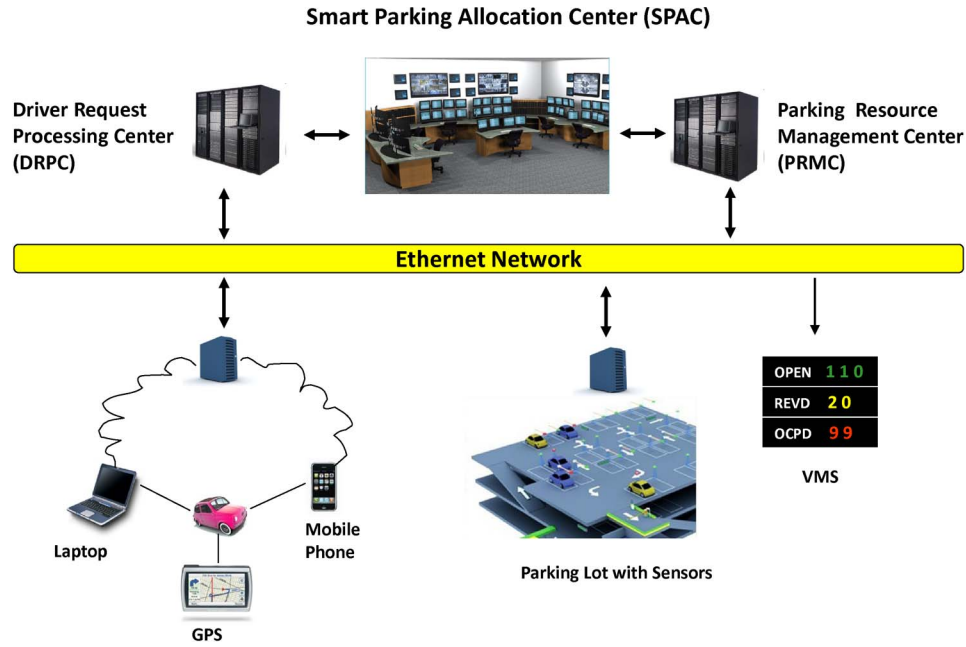 Smart Parking Allocation Center (SPAC)
Driver Request
Processing Center
(DRPC)
Parking Resource
Management Center
(PRMC)
Ethernet Network
OPEN 110
REVD 20
OCPD 99
VMS
Laptop
Mobile
Phone
GPS
Parking Lot with Sensors